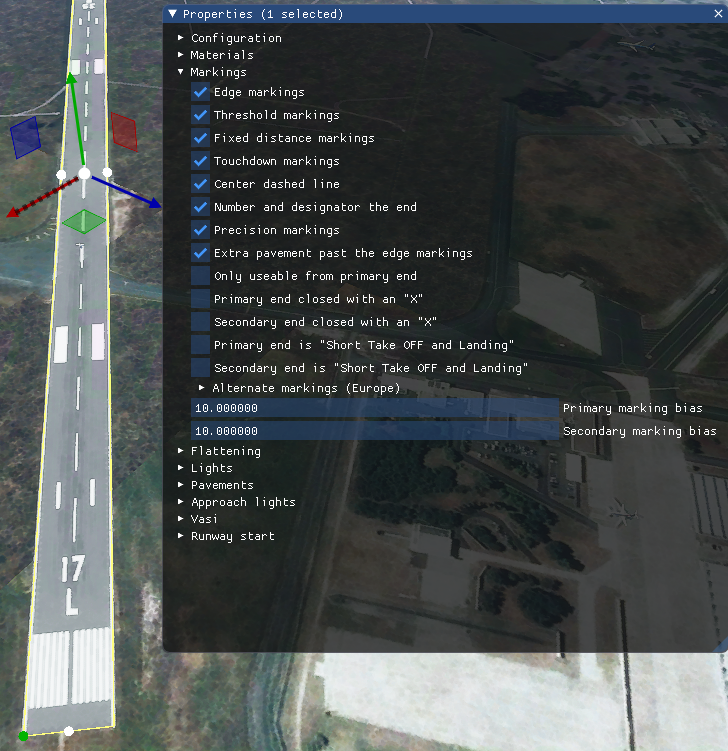 Properties (1 selected)
Configuration
Materials
Markings
Edge markings
Threshold markings
Fixed distance markings
Touchdown markings
Center dashed line
Number and designator the end
Precision markings
Extra pavement past the edge markings
Only useable from primary end
Primary end closed with an "X"
Secondary end closed with an "X"
Primary end is "Short Take OFF and Landing"
Secondary end is "Short Take OFF and Landing"
Alternate markings (Europe)
10.000000 Primary marking bias
10.000000 Secondary marking bias
Flattening
Lights
Pavements
Approach lights
Vasi
Runway start
17
L